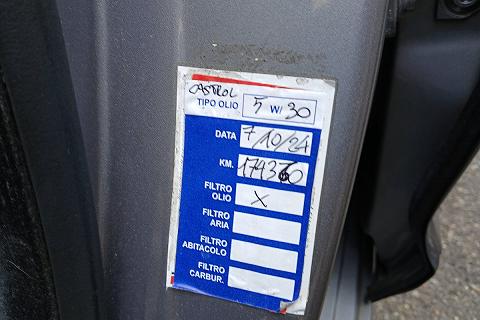 CASTROL
TIPO OLIO 5 W/ 30
DATA 7/10/24
KM. 174360
FILTRO
OLIO X
FILTRO
ARIA
FILTRO
ABITACOLO
FILTRO
CARBUR.